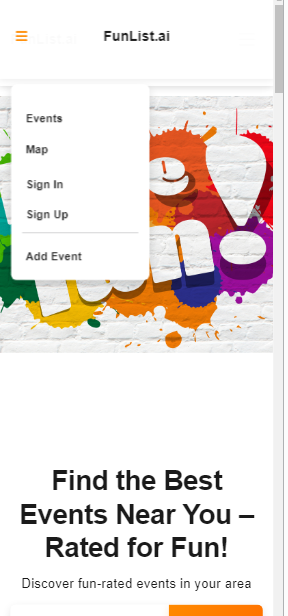 FunList.ai
Events
Map
Sign In
Sign Up
Add Event
Find the Best
Events Near You –
Rated for Fun!
Discover fun-rated events in your area